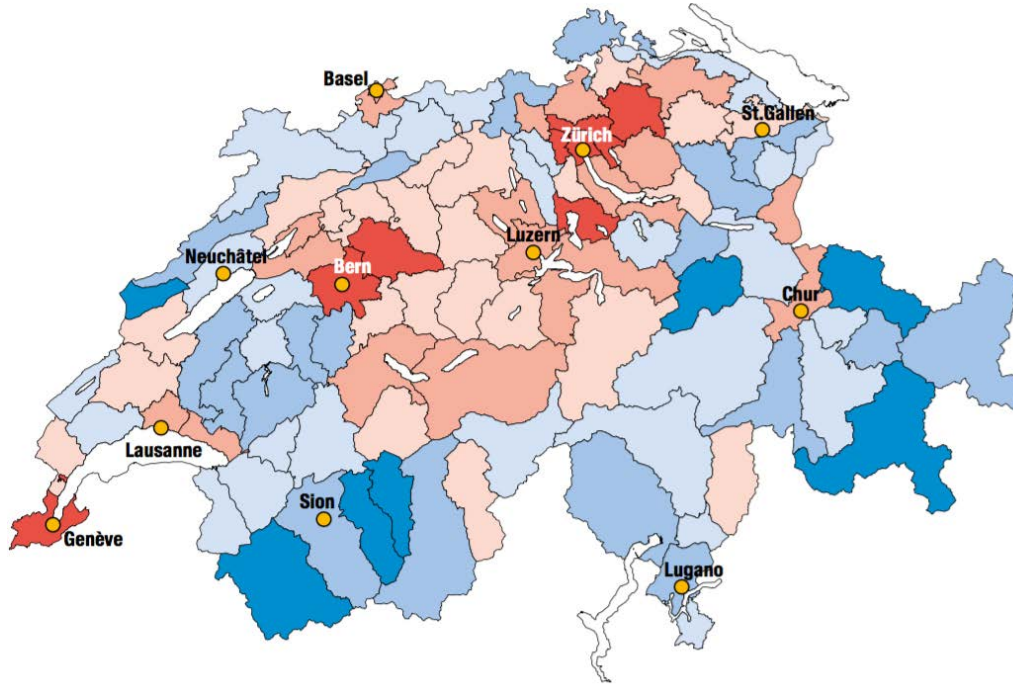 Basel
St.Gallen
Zürich
Luzern
Neuchâtel
Bern
Chur
Lausanne
Sion
Genève
Lugano